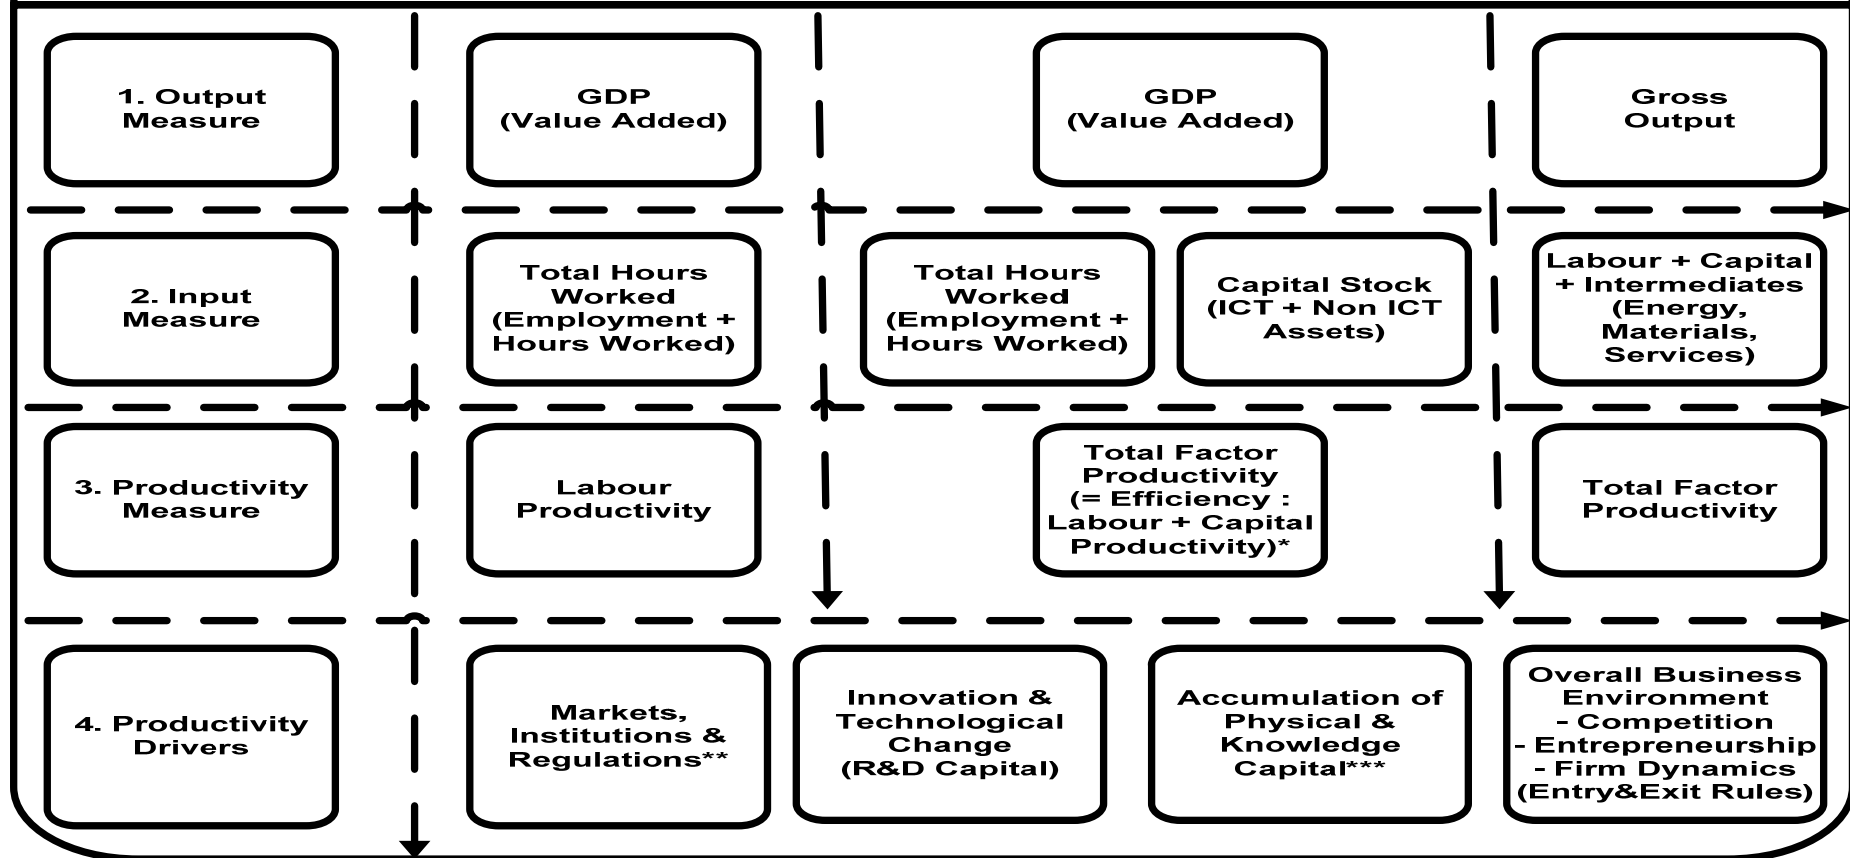 1. Output
Measure
GDP
(Value Added)
GDP
(Value Added)
Gross
Output
2. Input
Measure
Total Hours
Worked
(Employment +
Hours Worked)
Total Hours
Worked
(Employment +
Hours Worked)
Capital Stock
(ICT + Non ICT
Assets)
Labour + Capital
+ Intermediates
(Energy,
Materials,
Services)
3. Productivity
Measure
Labour
Productivity
Total Factor
Productivity
(= Efficiency :
Labour + Capital
Productivity)*
Total Factor
Productivity
4. Productivity
Drivers
Markets,
Institutions &
Regulations**
Innovation &
Technological
Change
(R&D Capital)
Accumulation of
Physical &
Knowledge
Capital***
Overall Business
Environment
- Competition
- Entrepreneurship
- Firm Dynamics
(Entry&Exit Rules)